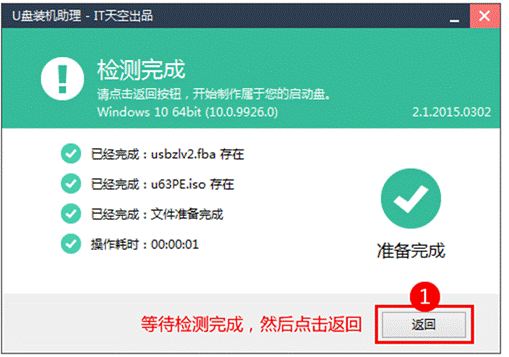 U盘装机助理 - IT天空出品
检测完成
请点击返回按钮，开始制作属于您的启动盘。
Windows 10 64bit (10.0.9926.0)
2.1.2015.0302
已经完成：usbzlv2.fba 存在
已经完成：u63PE.iso 存在
已经完成：文件准备完成
操作耗时：00:00:01
准备完成
1
等待检测完成，然后点击返回
返回